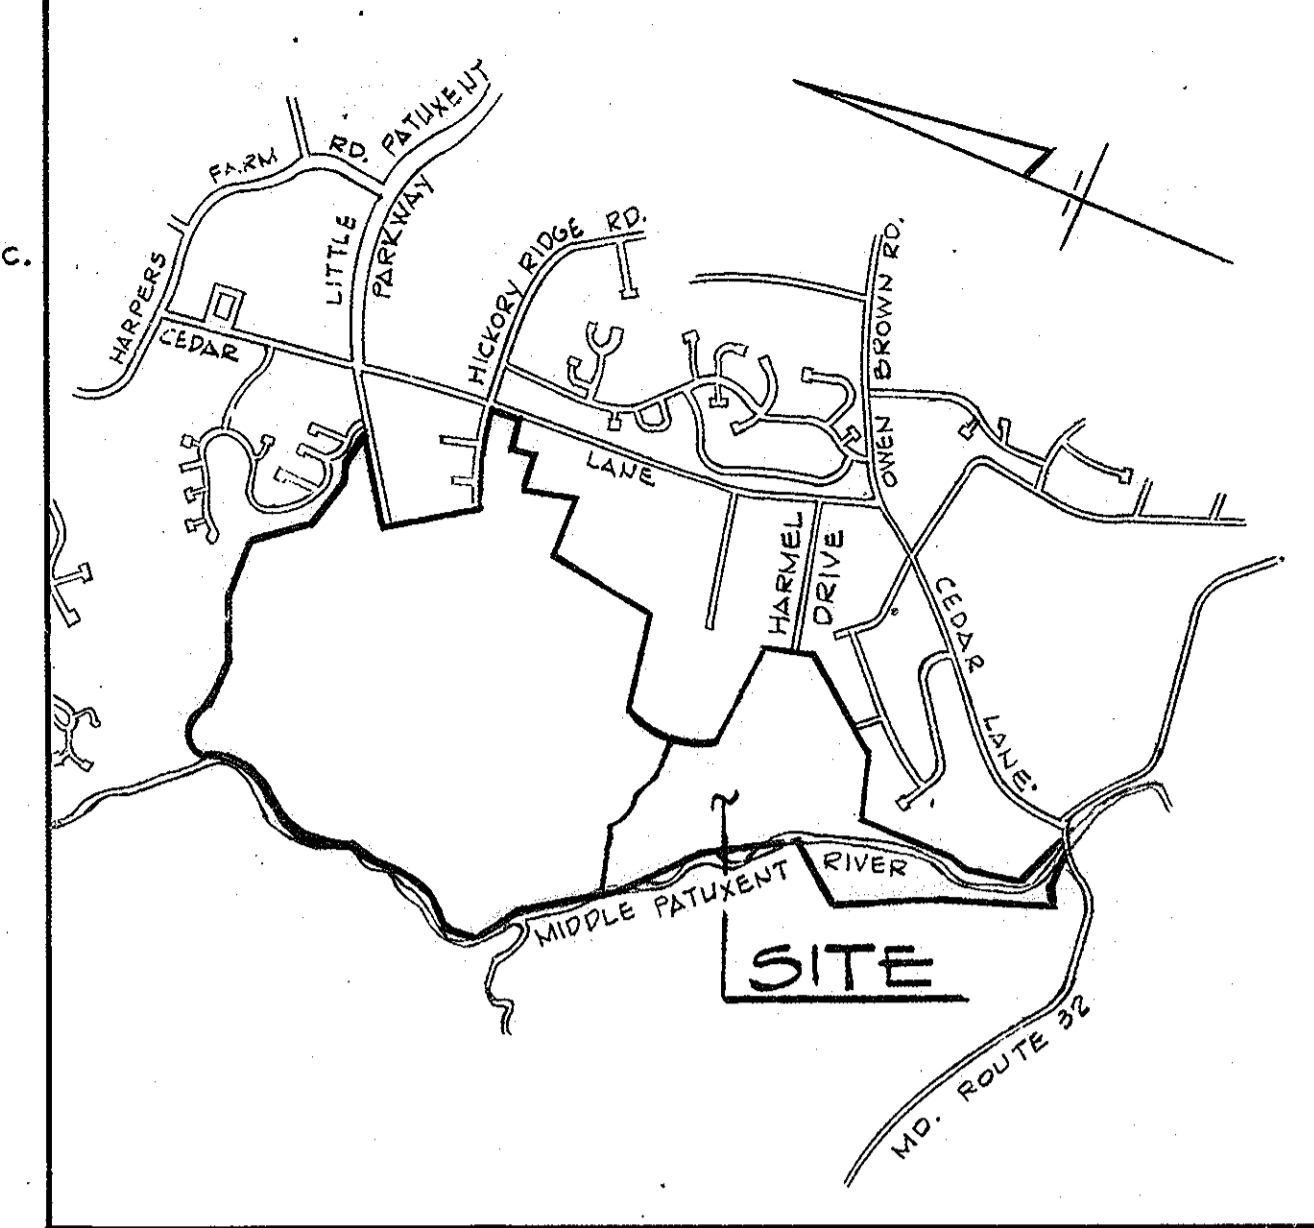 C.
HARPERS FARM RD.
LITTLE PATUXENT
PARKWAY
HICKORY RIDGE RD.
CEDAR LANE
OWEN BROWN RD.
HARMEL
DRIVE
CEDAR LANE.
MIDDLE PATUXENT RIVER
SITE
MD. ROUTE 32